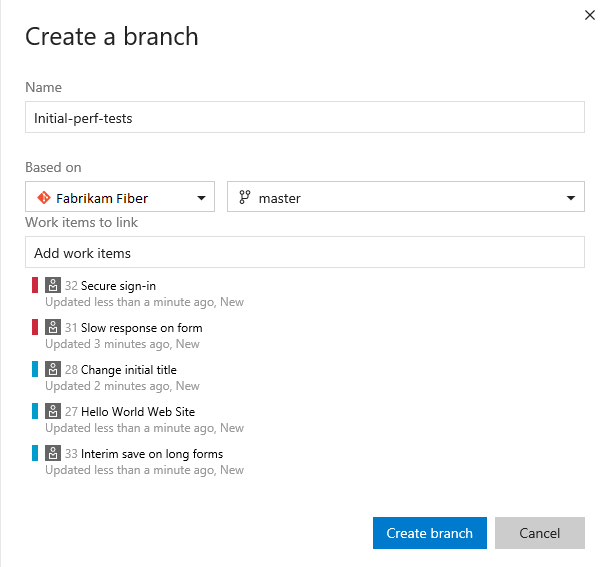 Create a branch
Name
Initial-perf-tests
Based on
Fabrikam Fiber master
Work items to link
Add work items
32 Secure sign-in
Updated less than a minute ago, New
31 Slow response on form
Updated 3 minutes ago, New
28 Change initial title
Updated 2 minutes ago, New
27 Hello World Web Site
Updated less than a minute ago, New
33 Interim save on long forms
Updated less than a minute ago, New
Create branch Cancel